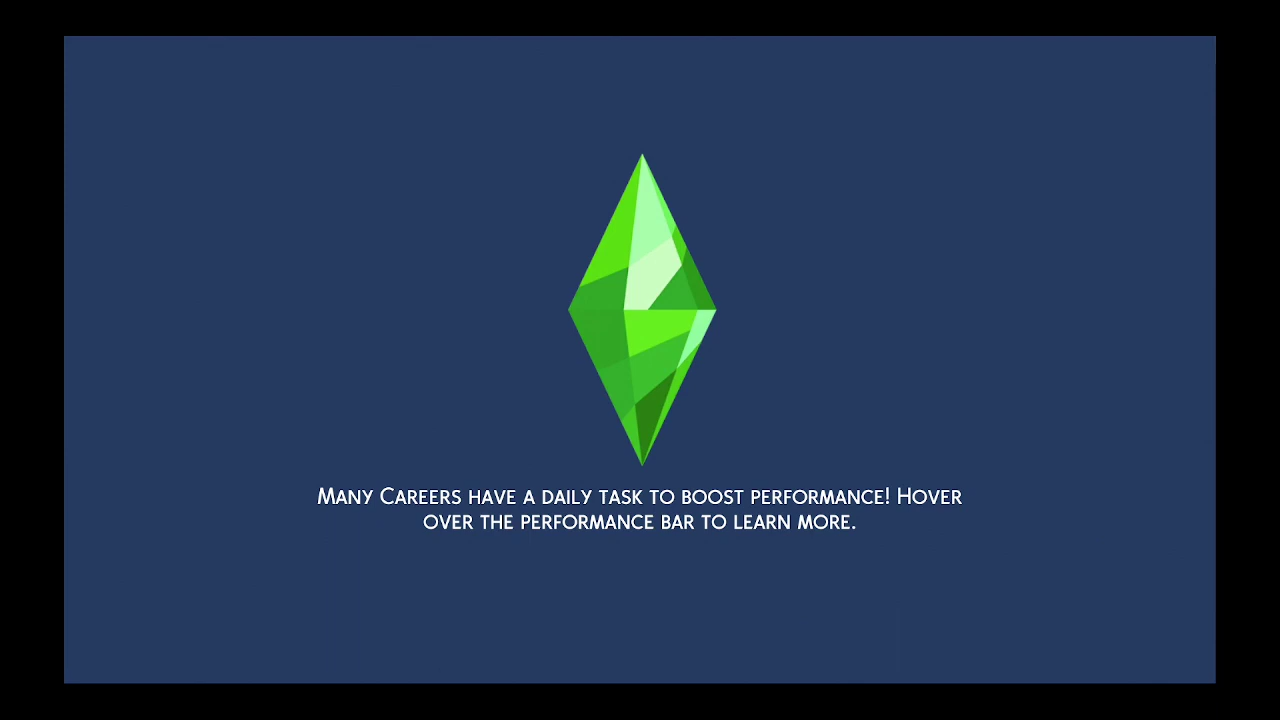 Many Careers have a daily task to boost performance! Hover
over the performance bar to learn more.